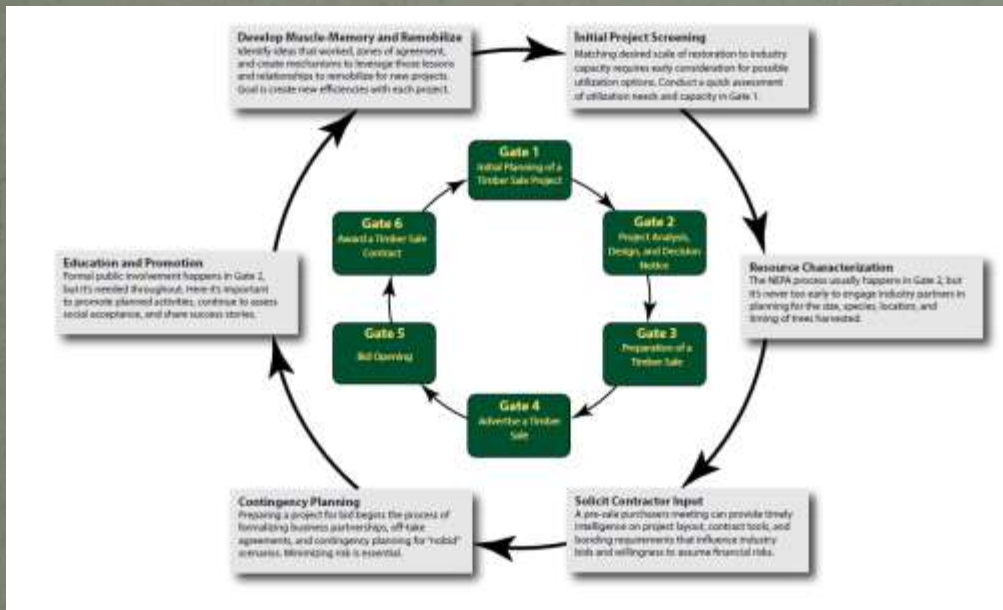 Develop Muscle-Memory and Remobilize
Identify ideas that worked, zones of agreement,
and create mechanisms to leverage those lessons
and relationships to remobilize for new projects.
Goal is create new efficiencies with each project.
Initial Project Screening
Matching desired scale of restoration to industry
capacity requires early consideration for possible
utilization options. Conduct a quick assessment
of utilization needs and capacity in Gate 1.
Gate 1
Initial Planning of a
Timber Sale Project
Gate 2
Project Analysis,
Design, and Decision
Notice
Gate 3
Preparation of a
Timber Sale
Gate 4
Advertise a Timber
Sale
Gate 5
Bid Opening
Gate 6
Award a Timber Sale
Contract
Resource Characterization
The NEPA process usually happens in Gate 2, but
it's never too early to engage industry partners in
planning for the size, species, location, and
timing of trees harvested.
Solicit Contractor Input
A pre-sale purchasers meeting can provide timely
intelligence on project layout, contract tools, and
bonding requirements that influence industry
bids and willingness to assume financial risks.
Contingency Planning
Preparing a project for bid begins the process of
formalizing business partnerships, off-take
agreements, and contingency planning for "no bid"
scenarios. Minimizing risk is essential.
Education and Promotion
Formal public involvement happens in Gate 2,
but it's needed throughout. Here it's important
to promote planned activities, continue to assess
social acceptance, and share success stories.